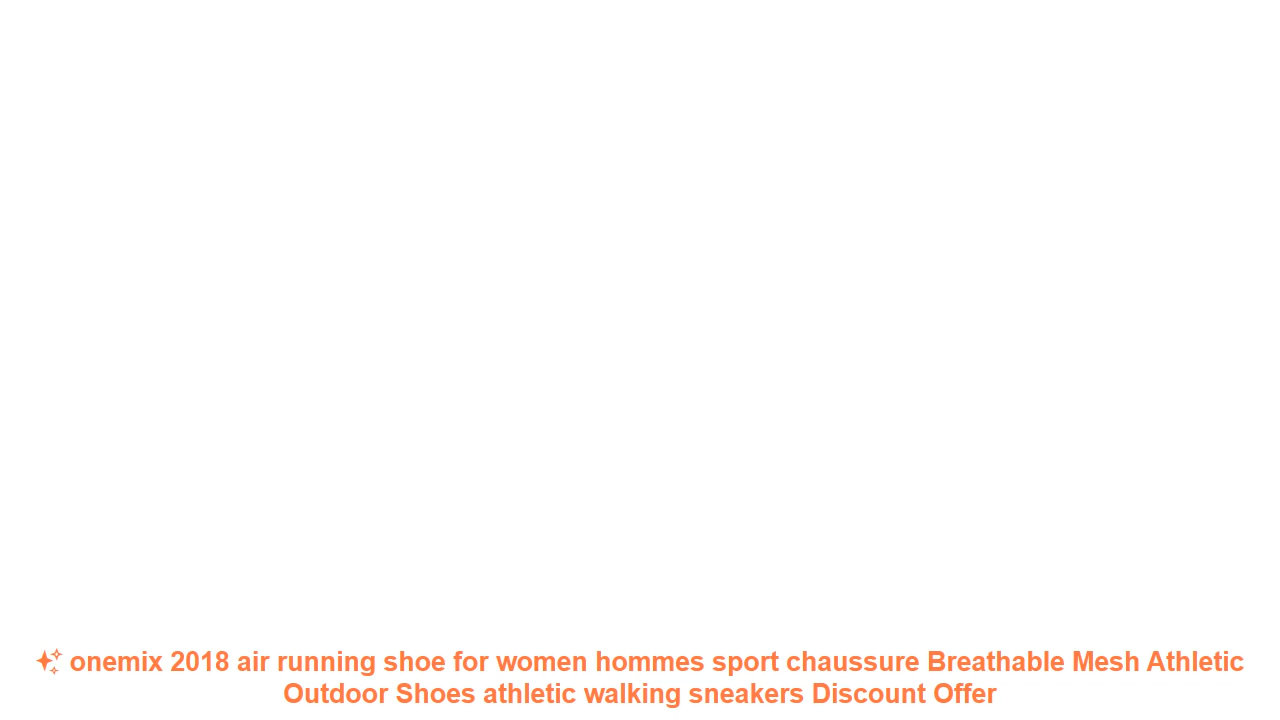 ✨ onemix 2018 air running shoe for women hommes sport chaussure Breathable Mesh Athletic
Outdoor Shoes athletic walking sneakers Discount Offer